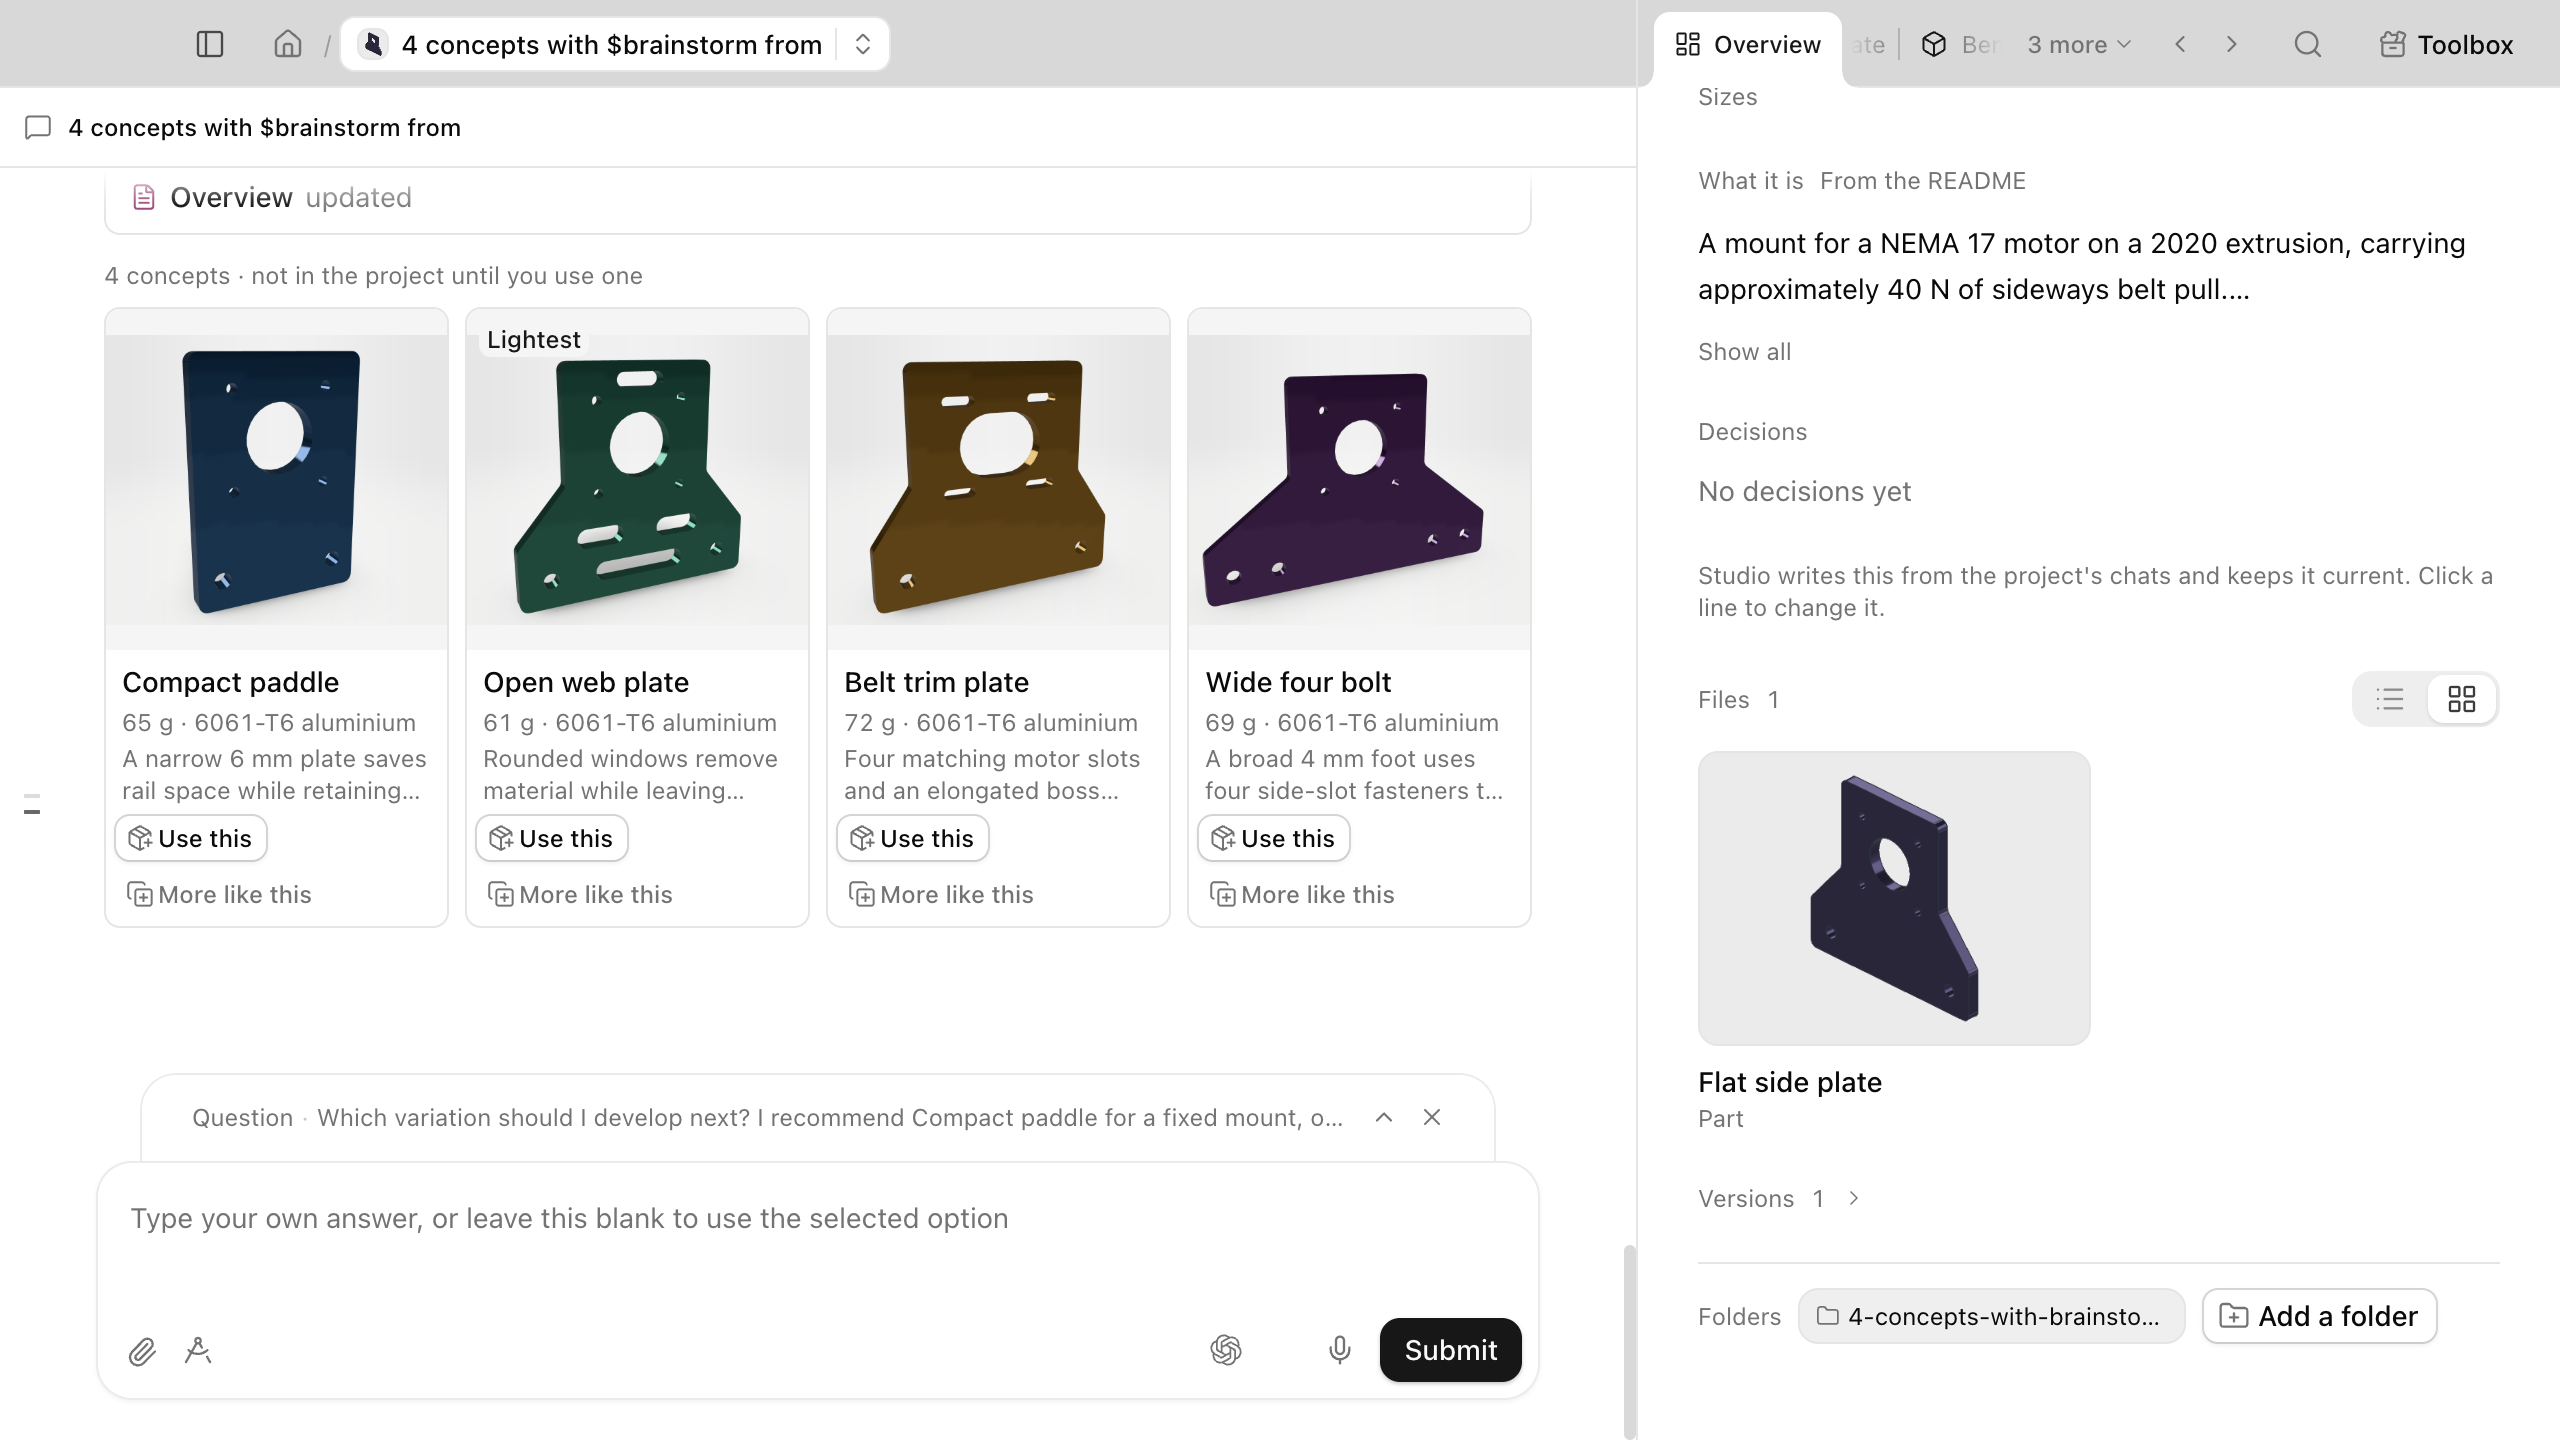 4 concepts with $brainstorm from
Overview
ate
Ber
3 more
Toolbox
4 concepts with $brainstorm from
Overview updated
4 concepts · not in the project until you use one
Lightest
Compact paddle
65 g · 6061-T6 aluminium
A narrow 6 mm plate saves
rail space while retaining...
Use this
More like this
Open web plate
61 g · 6061-T6 aluminium
Rounded windows remove
material while leaving...
Use this
More like this
Belt trim plate
72 g · 6061-T6 aluminium
Four matching motor slots
and an elongated boss...
Use this
More like this
Wide four bolt
69 g · 6061-T6 aluminium
A broad 4 mm foot uses
four side-slot fasteners t...
Use this
More like this
Question · Which variation should I develop next? I recommend Compact paddle for a fixed mount, o...
Type your own answer, or leave this blank to use the selected option
Submit
Sizes
What it is From the README
A mount for a NEMA 17 motor on a 2020 extrusion, carrying
approximately 40 N of sideways belt pull....
Show all
Decisions
No decisions yet
Studio writes this from the project's chats and keeps it current. Click a
line to change it.
Files 1
Flat side plate
Part
Versions 1
Folders
4-concepts-with-brainsto...
Add a folder